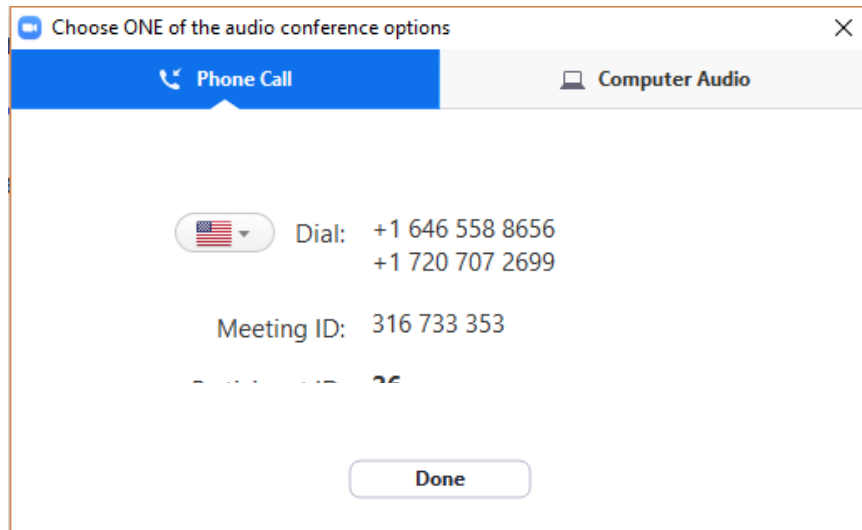 Choose ONE of the audio conference options
Phone Call
Computer Audio
Dial: +1 646 558 8656
+1 720 707 2699
Meeting ID: 316 733 353
Done